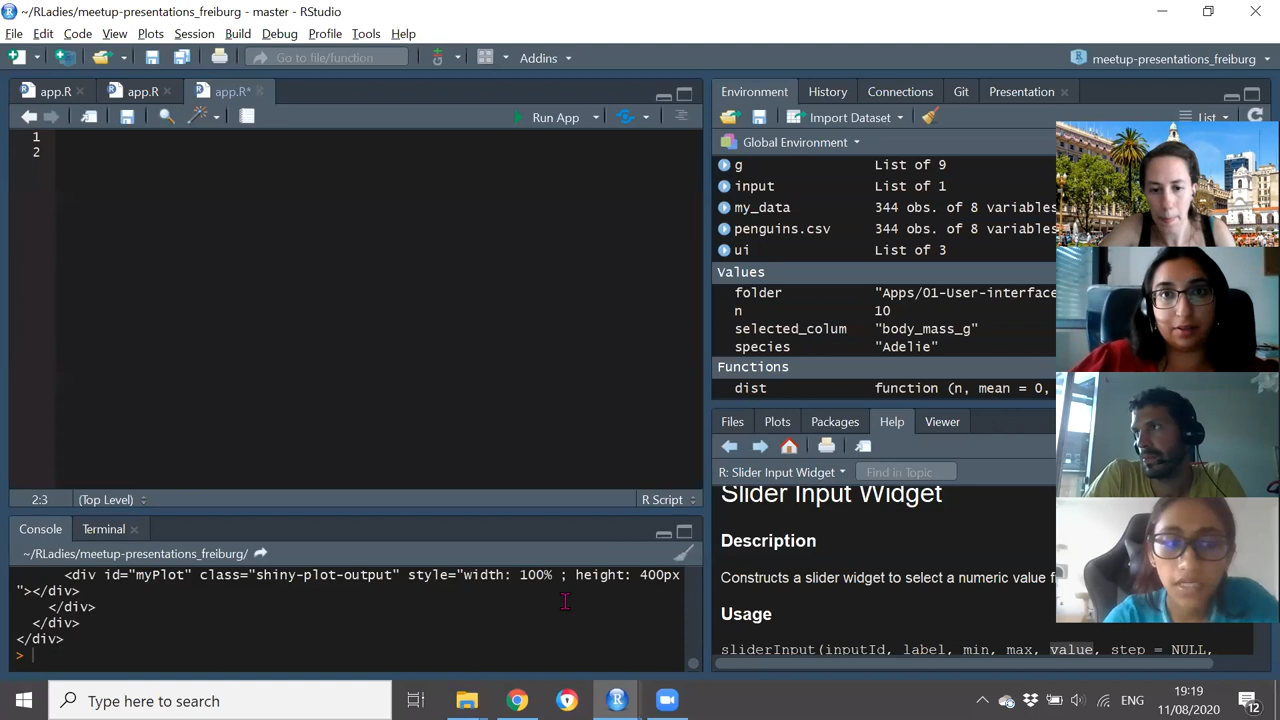 ~/RLadies/meetup-presentations_freiburg - master - RStudio
File Edit Code View Plots Session Build Debug Profile Tools Help
Go to file/function
Addins
meetup-presentations_freiburg
app.R
app.R
app.R*
Run App
1
2
2:3
(Top Level)
R Script
Console
Terminal
~/RLadies/meetup-presentations_freiburg/
<div id="myPlot" class="shiny-plot-output" style="width: 100% ; height: 400px
"></div>
</div>
</div>
</div>
>
Environment
History
Connections
Git
Presentation
Import Dataset
List
Global Environment
g List of 9
input List of 1
my_data 344 obs. of 8 variables
penguins.csv 344 obs. of 8 variables
ui List of 3
Values
folder "Apps/01-User-interface
n 10
selected_colum "body_mass_g"
species "Adelie"
Functions
dist function (n, mean = 0,
Files
Plots
Packages
Help
Viewer
R: Slider Input Widget
Find in Topic
Slider Input Widget
Description
Constructs a slider widget to select a numeric value f
Usage
sliderInput(inputId, label, min, max, value, step = NULL,
Type here to search
ENG
19:19
11/08/2020
12